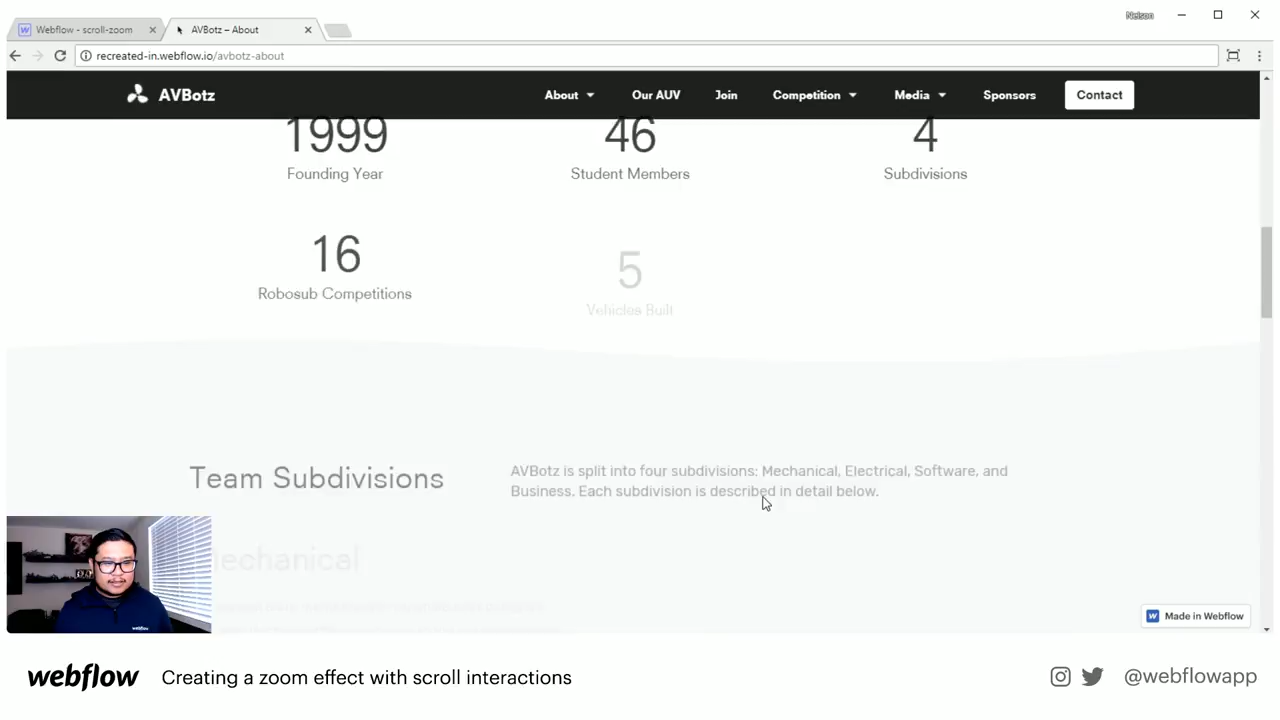 Nelson
Webflow - scroll-zoom
AVBotz – About
recreated-in.webflow.io/avbotz-about
AVBotz
About
Our AUV
Join
Competition
Media
Sponsors
Contact
1999
46
4
Founding Year
Student Members
Subdivisions
16
5
Robosub Competitions
Vehicles Built
Team Subdivisions
AVBotz is split into four subdivisions: Mechanical, Electrical, Software, and
Business. Each subdivision is described in detail below.
echanical
webflow
Made in Webflow
webflow
Creating a zoom effect with scroll interactions
@webflowapp